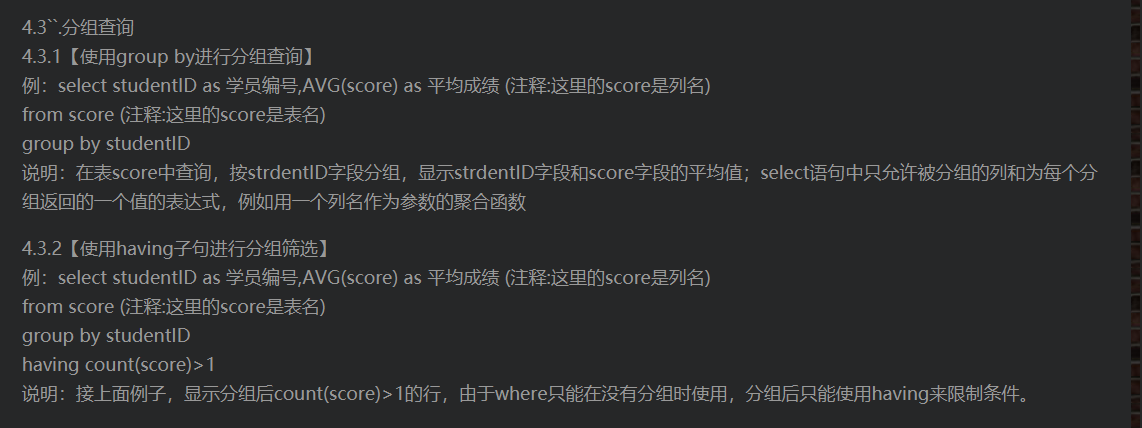 4.3``.分组查询
4.3.1【使用group by进行分组查询】
例：select studentID as 学员编号,AVG(score) as 平均成绩 (注释:这里的score是列名)
from score (注释:这里的score是表名)
group by studentID
说明：在表score中查询，按strdentID字段分组，显示strdentID字段和score字段的平均值；select语句中只允许被分组的列和为每个分
组返回的一个值的表达式，例如用一个列名作为参数的聚合函数
4.3.2【使用having子句进行分组筛选】
例：select studentID as 学员编号,AVG(score) as 平均成绩 (注释:这里的score是列名)
from score (注释:这里的score是表名)
group by studentID
having count(score)>1
说明：接上面例子，显示分组后count(score)>1的行，由于where只能在没有分组时使用，分组后只能使用having来限制条件。